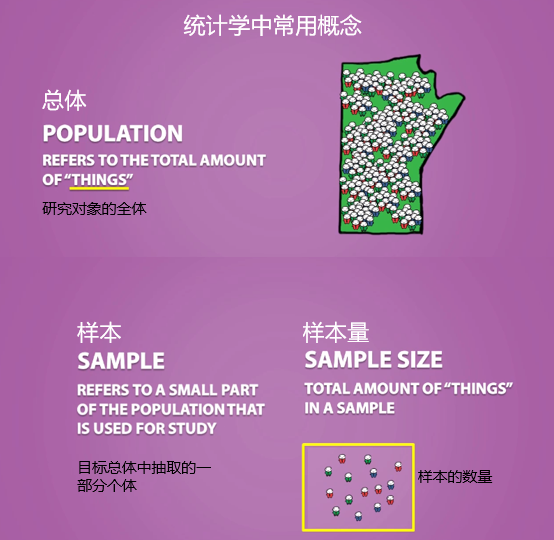 统计学中常用概念
总体
POPULATION
REFERS TO THE TOTAL AMOUNT
OF “THINGS”
研究对象的全体
样本
SAMPLE
REFERS TO A SMALL PART
OF THE POPULATION THAT
IS USED FOR STUDY
目标总体中抽取的一
部分个体
样本量
SAMPLE SIZE
TOTAL AMOUNT OF “THINGS”
IN A SAMPLE
样本的数量